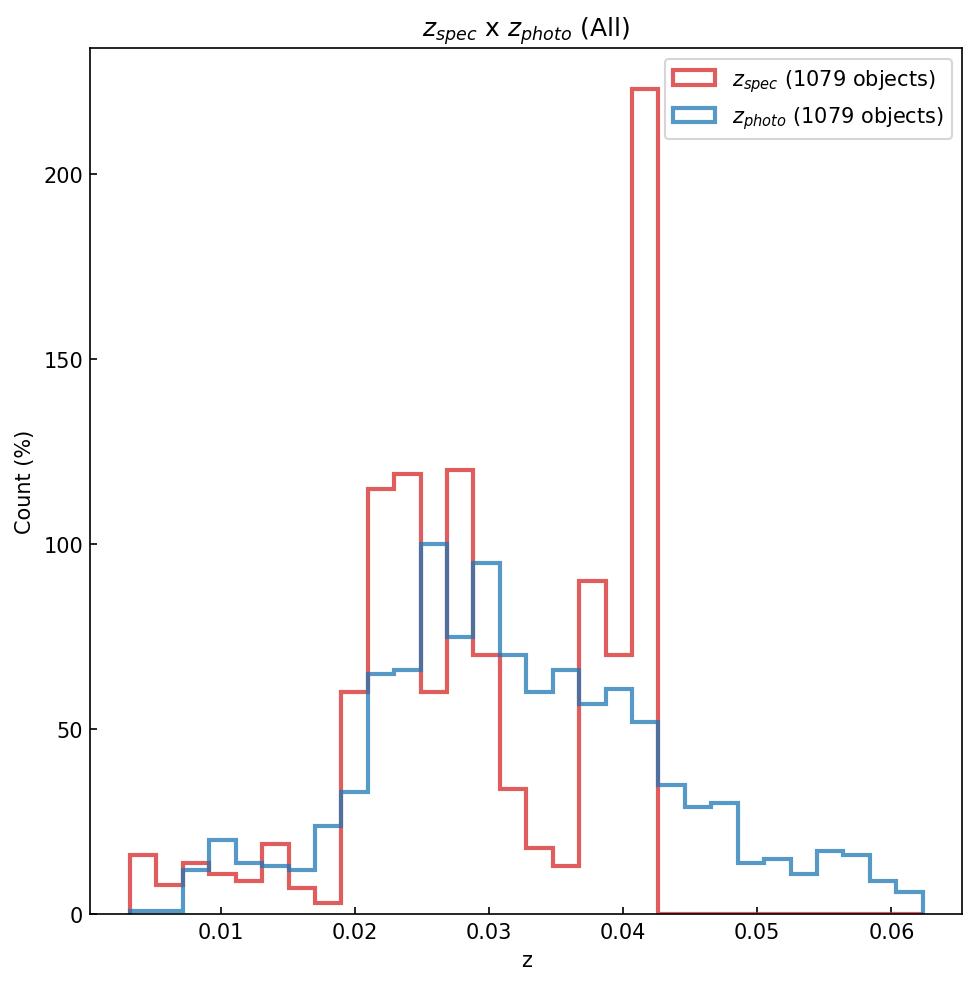 z_spec x z_photo (All)
z_spec (1079 objects)
z_photo (1079 objects)
Count (%)
200
150
100
50
0
0.01 0.02 0.03 0.04 0.05 0.06
z